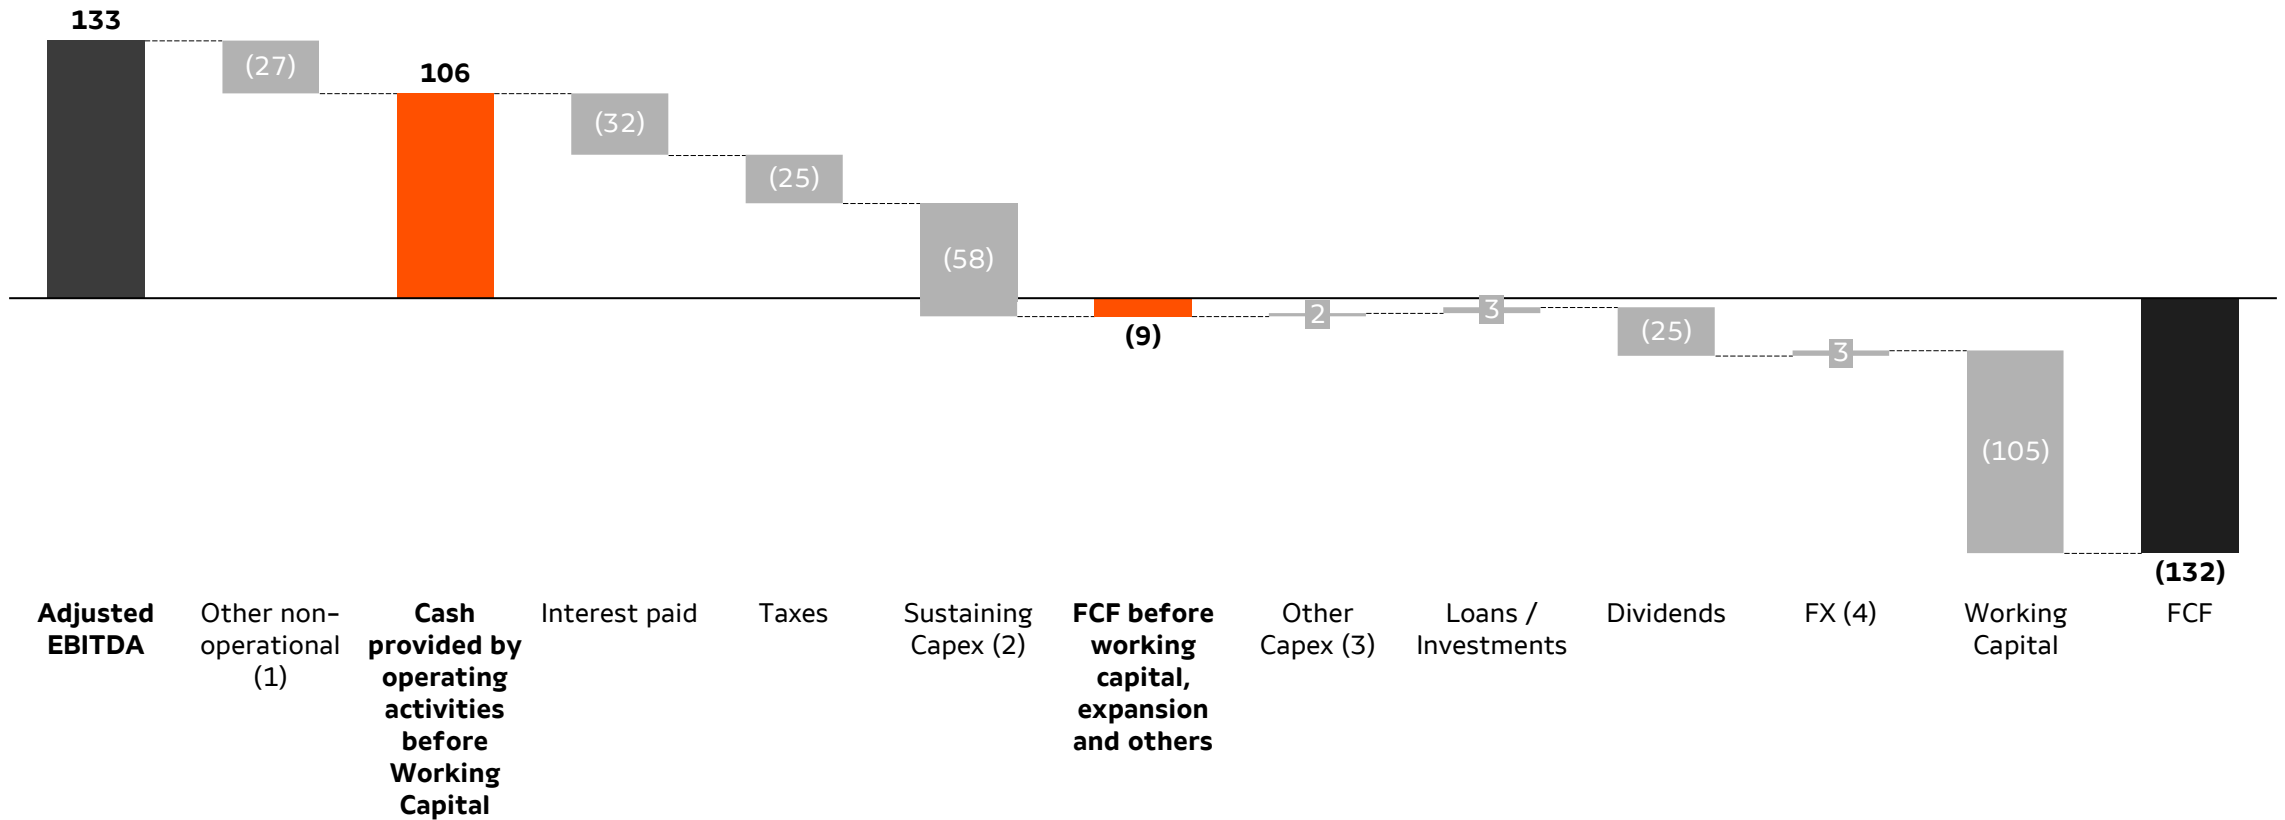 133
(27)
106
(32)
(25)
(58)
(9)
2
3
(25)
3
(105)
(132)
Adjusted
EBITDA
Other non-
operational
(1)
Cash
provided by
operating
activities
before
Working
Capital
Interest paid
Taxes
Sustaining
Capex (2)
FCF before
working
capital,
expansion
and others
Other
Capex (3)
Loans /
Investments
Dividends
FX (4)
Working
Capital
FCF